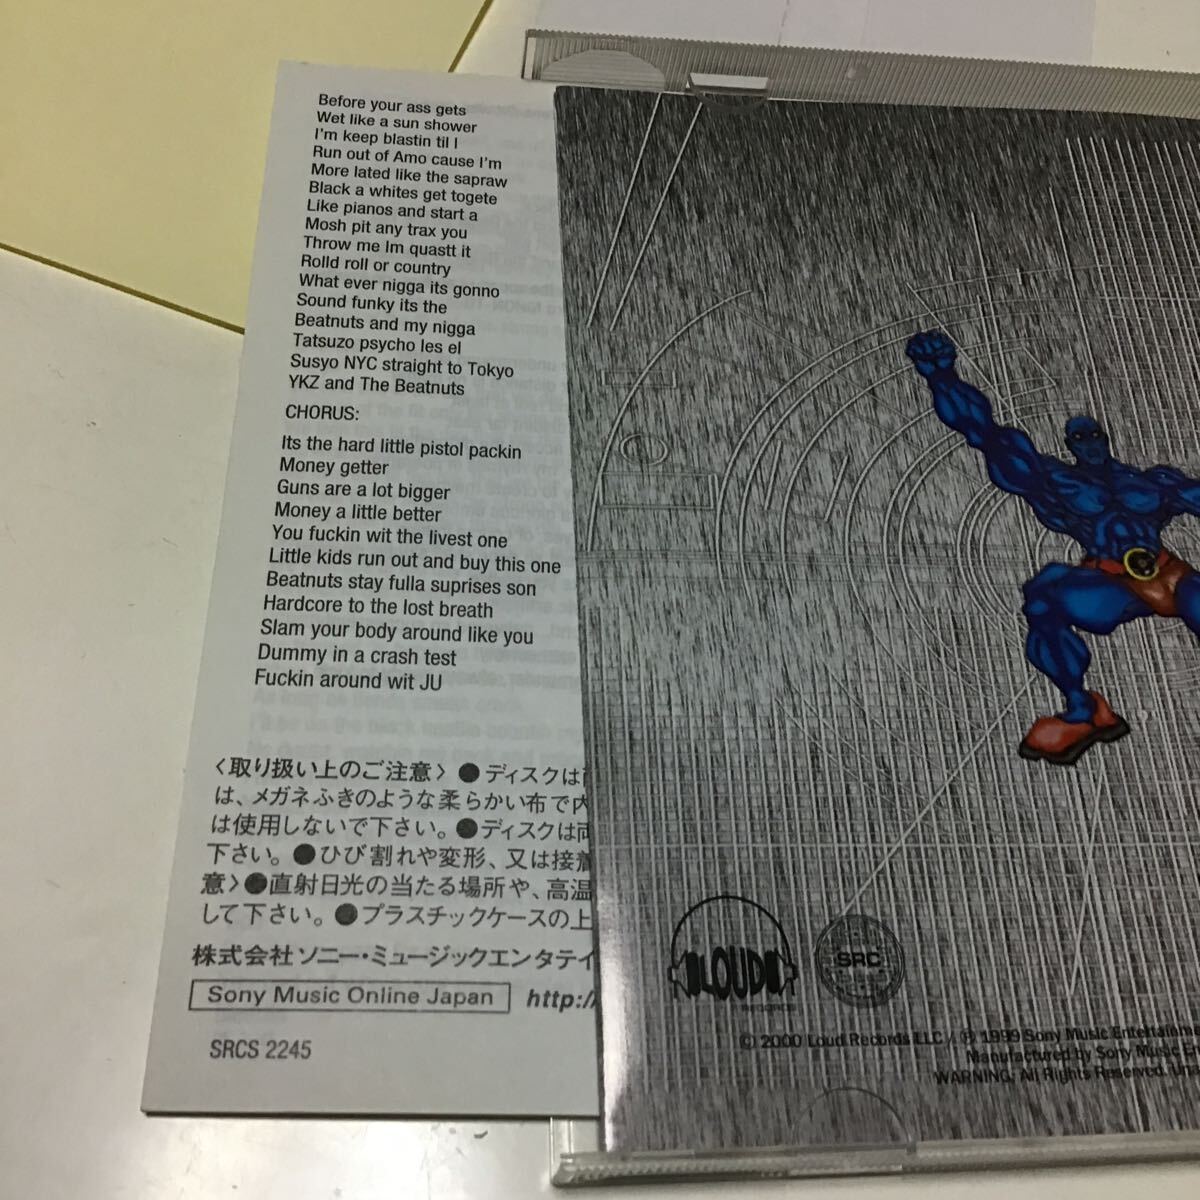 Before your ass gets
Wet like a sun shower
I'm keep blastin til I
Run out of Amo cause I'm
More lated like the sapraw
Black a whites get togete
Like pianos and start a
Mosh pit any trax you
Throw me Im quastt it
Rolld roll or country
What ever nigga its gonno
Sound funky its the
Beatnuts and my nigga
Tatsuzo psycho les el
Susyo NYC straight to Tokyo
YKZ and The Beatnuts
CHORUS:
Its the hard little pistol packin
Money getter
Guns are a lot bigger
Money a little better
You fuckin wit the livest one
Little kids run out and buy this one
Beatnuts stay fulla suprises son
Hardcore to the lost breath
Slam your body around like you
Dummy in a crash test
Fuckin around wit JU
〈取り扱い上のご注意〉●ディスクは
は、メガネふきのような柔らかい布で内
は使用しないで下さい。●ディスクは両
下さい。●ひび割れや変形、又は接着
意〉●直射日光の当たる場所や、高温
して下さい。●プラスチックケースの上
株式会社ソニー・ミュージックエンタテイ
Sony Music Online Japan http:/
SRCS 2245
LOUD
RECORDS
SRC
© 2000 Loud Records LLC / ℗ 1999 Sony Music Entertainme
Manufactured by Sony Music En
WARNING: All Rights Reserved. Una